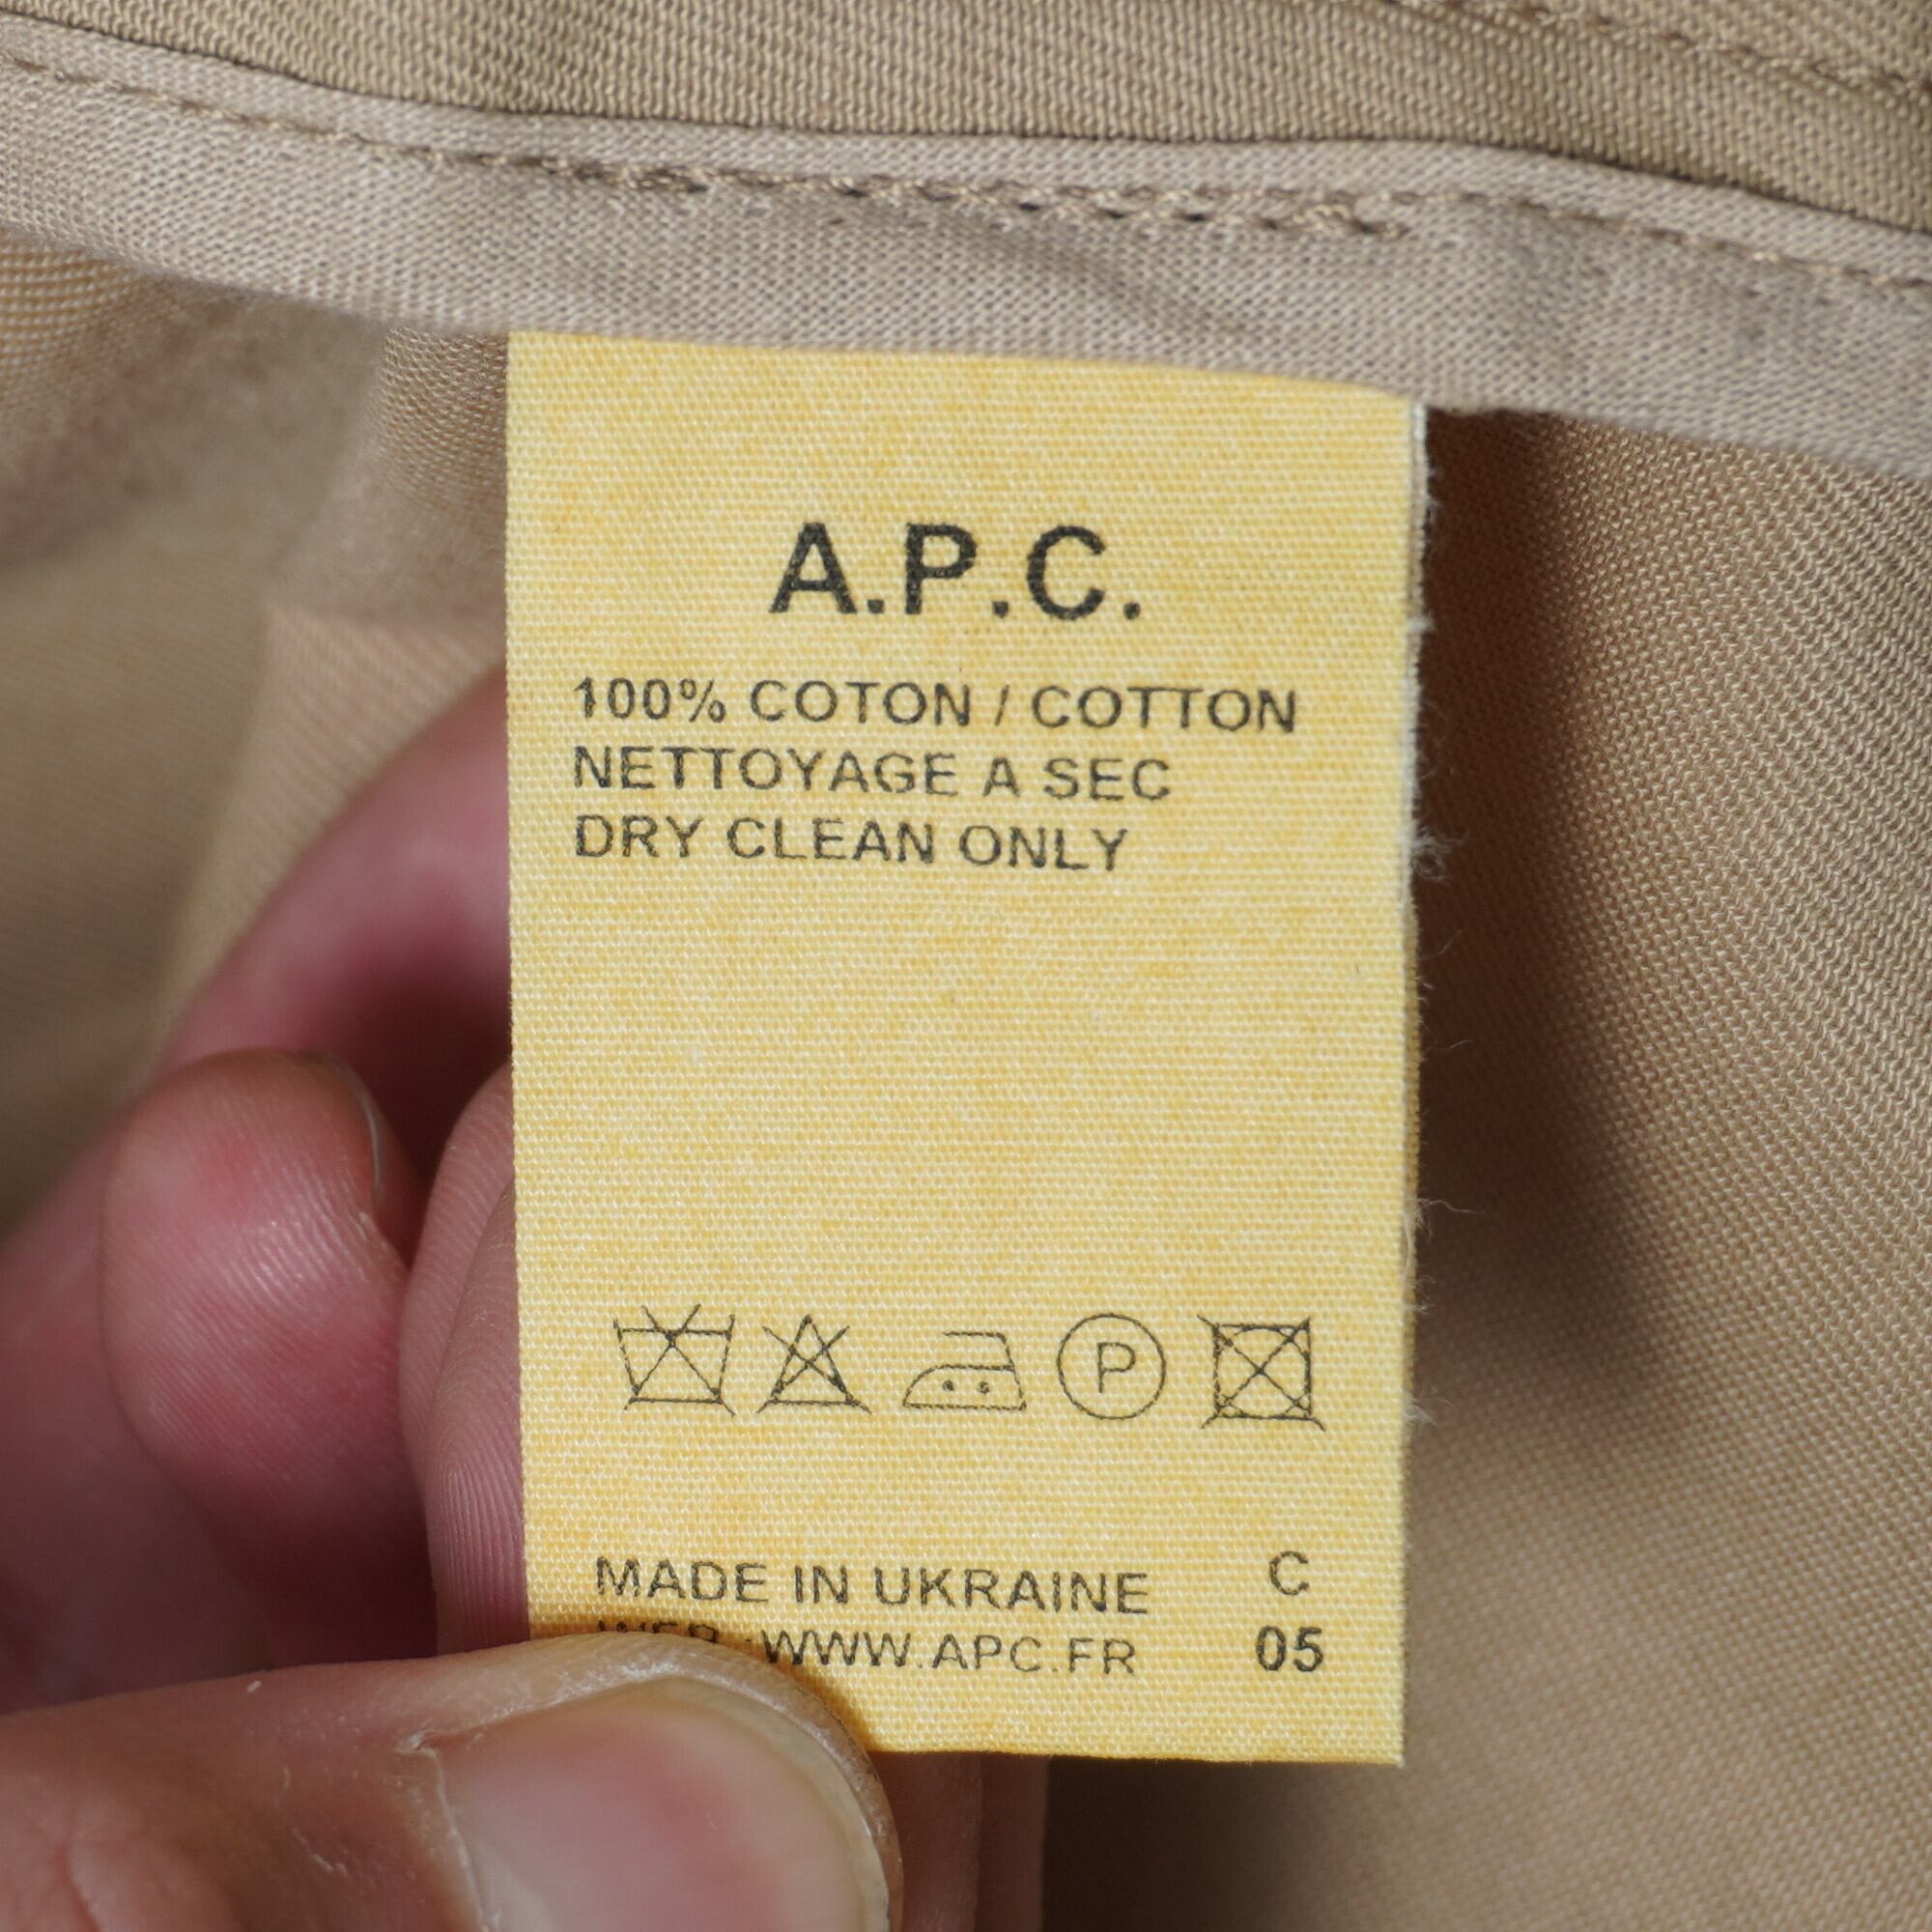 A.P.C.
100% COTON / COTTON
NETTOYAGE A SEC
DRY CLEAN ONLY
P
MADE IN UKRAINE C
WWW.APC.FR 05